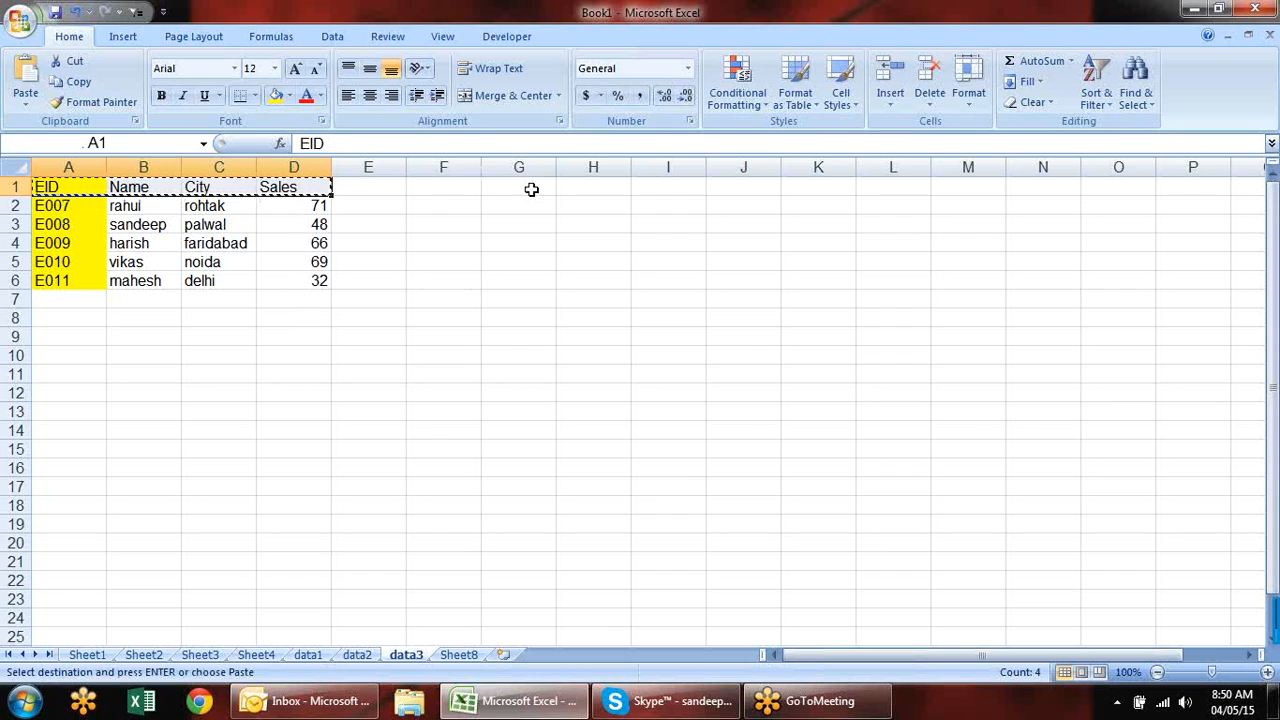 Book1 - Microsoft Excel
Home Insert Page Layout Formulas Data Review View Developer
Paste
Cut
Copy
Format Painter
Clipboard
Arial 12
B I U
Font
Wrap Text
Merge & Center
Alignment
General
$ % ,
Number
Conditional Formatting
Format as Table
Cell Styles
Styles
Insert Delete Format
Cells
Σ AutoSum
Fill
Clear
Sort & Filter
Find & Select
Editing
A1 fx EID
A B C D E F G H I J K L M N O P
1 EID Name City Sales
2 E007 rahui rohtak 71
3 E008 sandeep palwal 48
4 E009 harish faridabad 66
5 E010 vikas noida 69
6 E011 mahesh delhi 32
7
8
9
10
11
12
13
14
15
16
17
18
19
20
21
22
23
24
25
Sheet1 Sheet2 Sheet3 Sheet4 data1 data2 data3 Sheet8
Select destination and press ENTER or choose Paste Count: 4 100%
Inbox - Microsoft ... Microsoft Excel - ... Skype™ - sandeep... GoToMeeting
8:50 AM
04/05/15